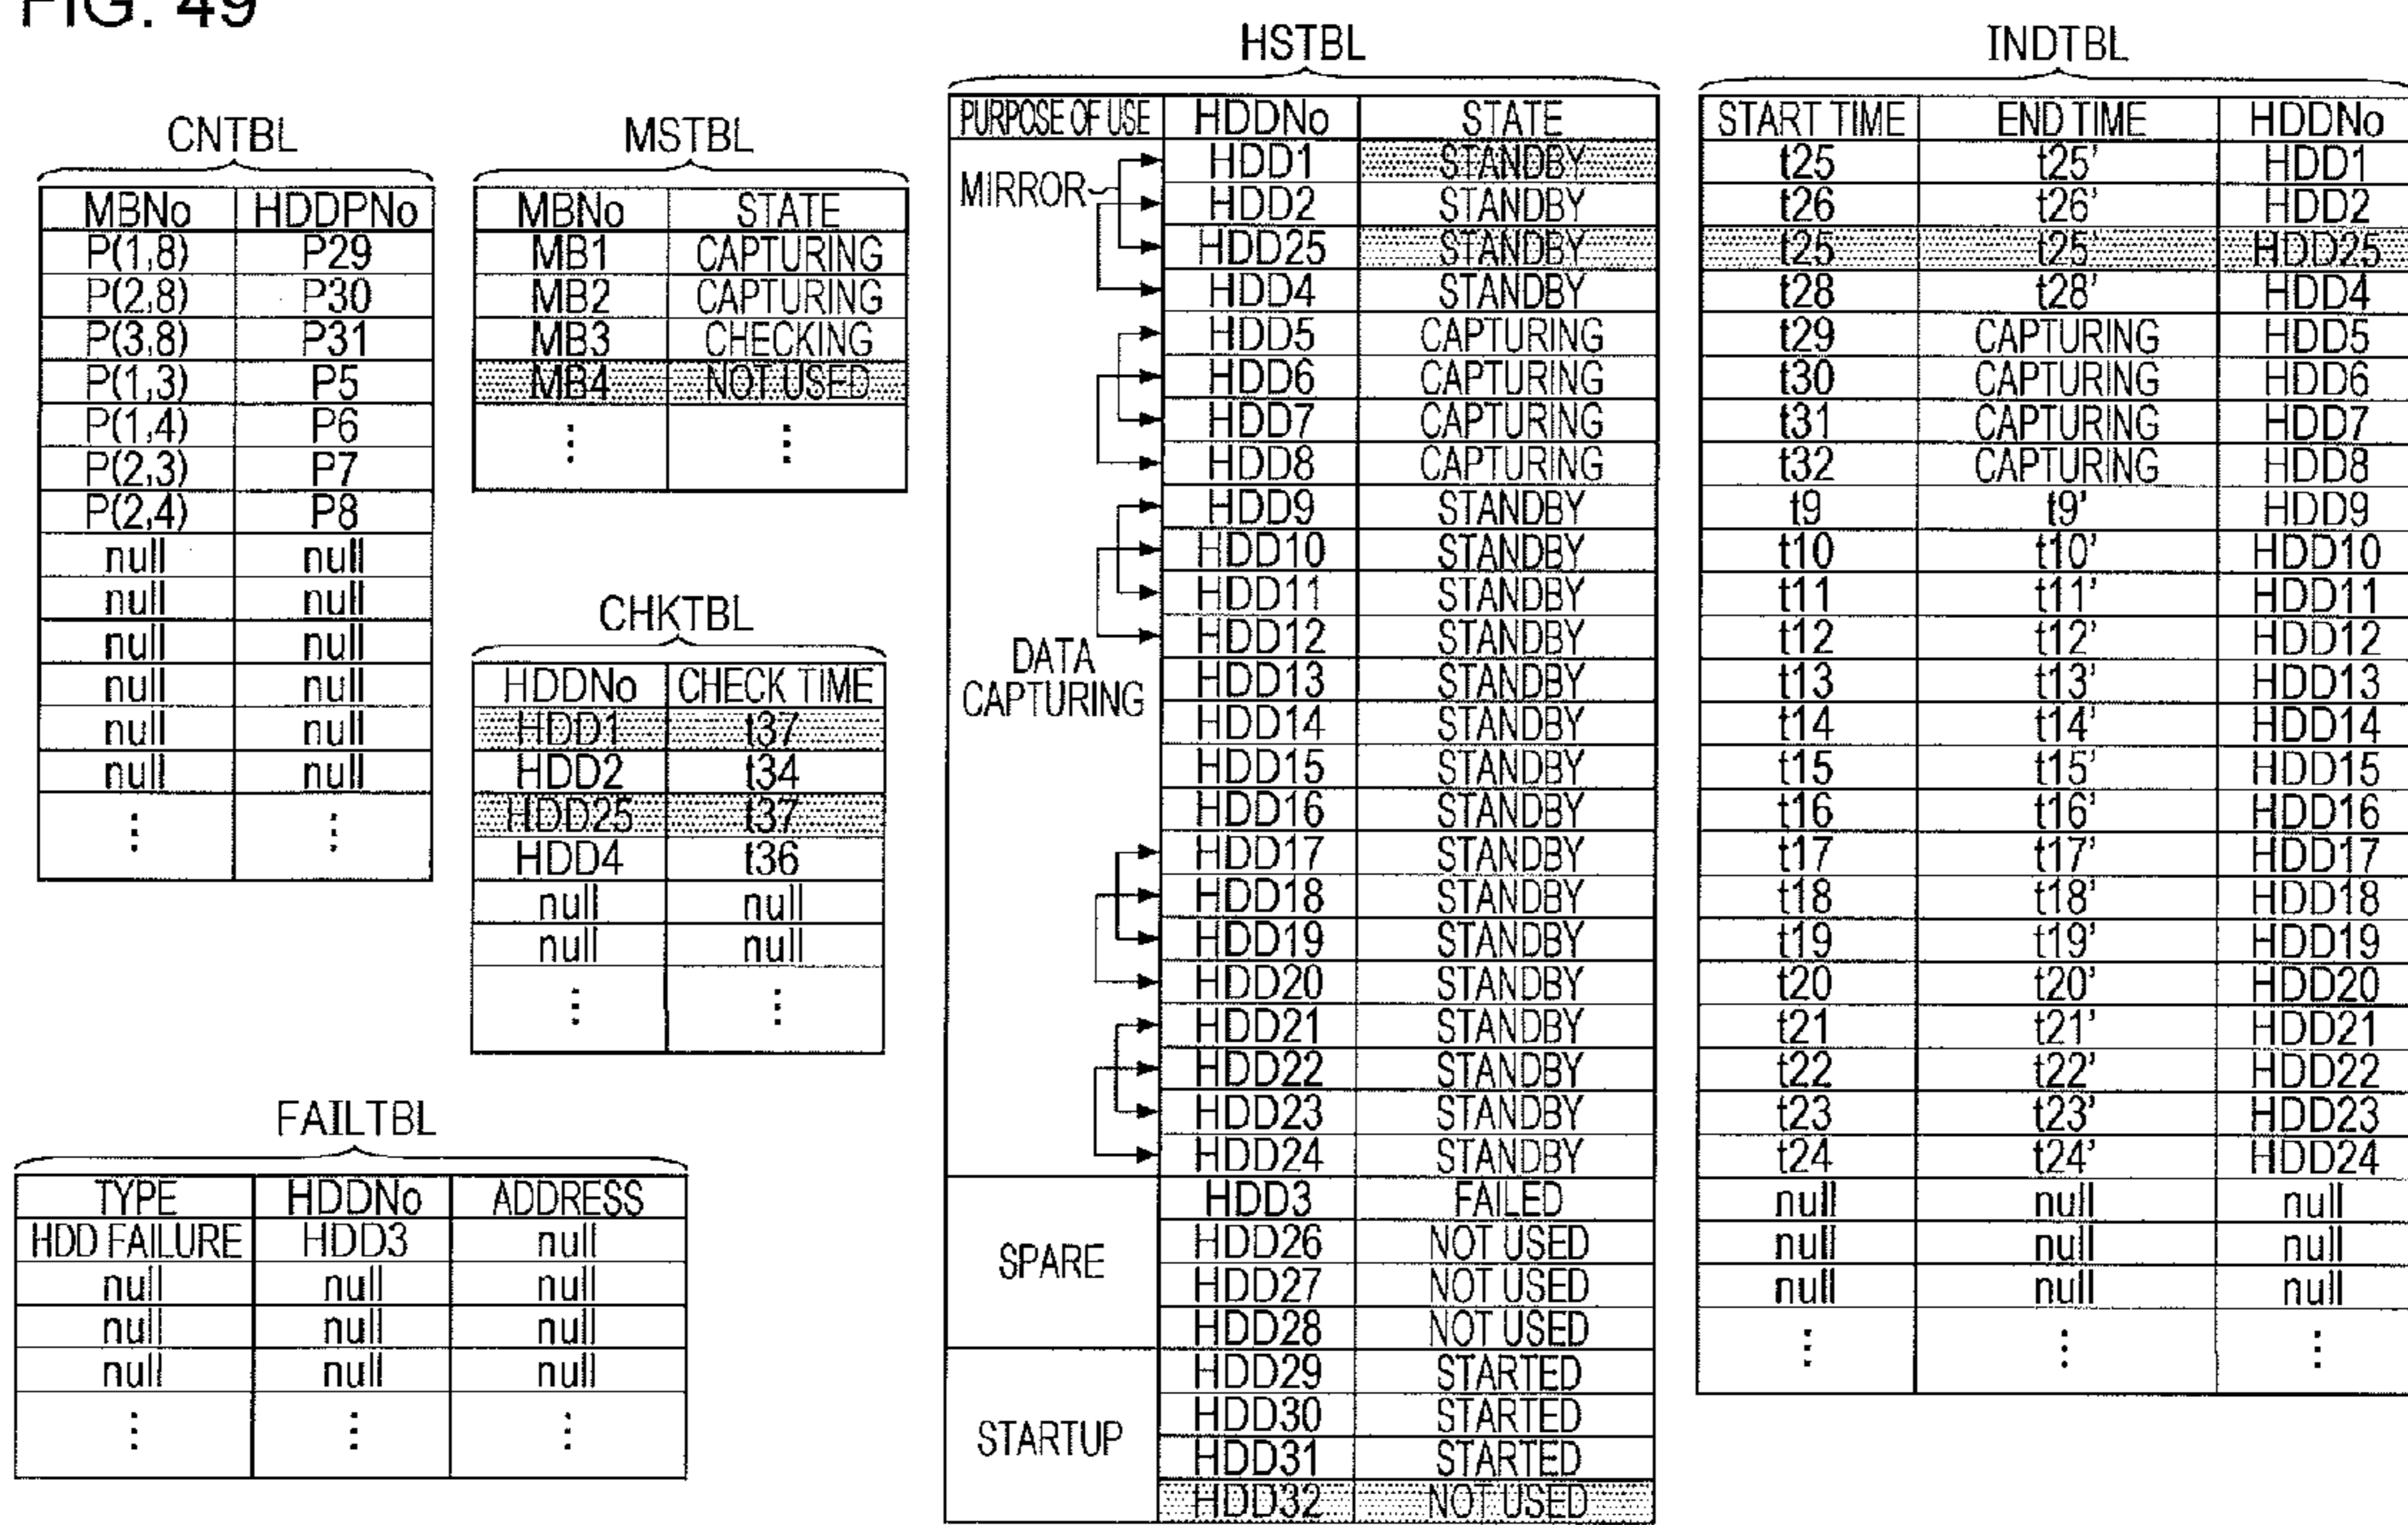 FIG. 49
CNTBL
MBNo HDDPNo
P(1,8) P29
P(2,8) P30
P(3,8) P31
P(1,3) P5
P(1,4) P6
P(2,3) P7
P(2,4) P8
null null
null null
null null
null null
null null
null null
⋮ ⋮
MSTBL
MBNo STATE
MB1 CAPTURING
MB2 CAPTURING
MB3 CHECKING
MB4 NOT USED
⋮ ⋮
CHKTBL
HDDNo CHECK TIME
HDD1 t37
HDD2 t34
HDD25 t37
HDD4 t36
null null
null null
⋮ ⋮
FAILTBL
TYPE HDDNo ADDRESS
HDD FAILURE HDD3 null
null null null
null null null
null null null
⋮ ⋮ ⋮
HSTBL
PURPOSE OF USE HDDNo STATE
MIRROR
DATA
CAPTURING
HDD1 STANDBY
HDD2 STANDBY
HDD25 STANDBY
HDD4 STANDBY
HDD5 CAPTURING
HDD6 CAPTURING
HDD7 CAPTURING
HDD8 CAPTURING
HDD9 STANDBY
HDD10 STANDBY
HDD11 STANDBY
HDD12 STANDBY
HDD13 STANDBY
HDD14 STANDBY
HDD15 STANDBY
HDD16 STANDBY
HDD17 STANDBY
HDD18 STANDBY
HDD19 STANDBY
HDD20 STANDBY
HDD21 STANDBY
HDD22 STANDBY
HDD23 STANDBY
HDD24 STANDBY
SPARE
HDD3 FAILED
HDD26 NOT USED
HDD27 NOT USED
HDD28 NOT USED
STARTUP
HDD29 STARTED
HDD30 STARTED
HDD31 STARTED
HDD32 NOT USED
INDTBL
START TIME END TIME HDDNo
t25 t25' HDD1
t26 t26' HDD2
t25 t25' HDD25
t28 t28' HDD4
t29 CAPTURING HDD5
t30 CAPTURING HDD6
t31 CAPTURING HDD7
t32 CAPTURING HDD8
t9 t9' HDD9
t10 t10' HDD10
t11 t11' HDD11
t12 t12' HDD12
t13 t13' HDD13
t14 t14' HDD14
t15 t15' HDD15
t16 t16' HDD16
t17 t17' HDD17
t18 t18' HDD18
t19 t19' HDD19
t20 t20' HDD20
t21 t21' HDD21
t22 t22' HDD22
t23 t23' HDD23
t24 t24' HDD24
null null null
null null null
null null null
⋮ ⋮ ⋮